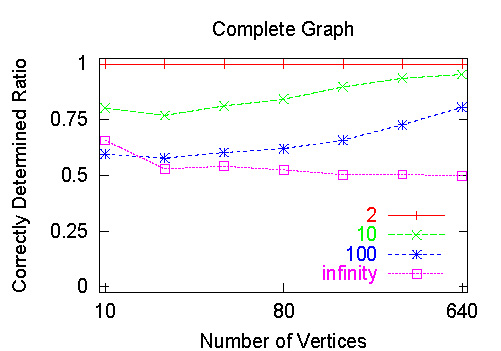 Complete Graph
Correctly Determined Ratio
1
0.75
0.5
0.25
0
2
10
100
infinity
10 80 640
Number of Vertices